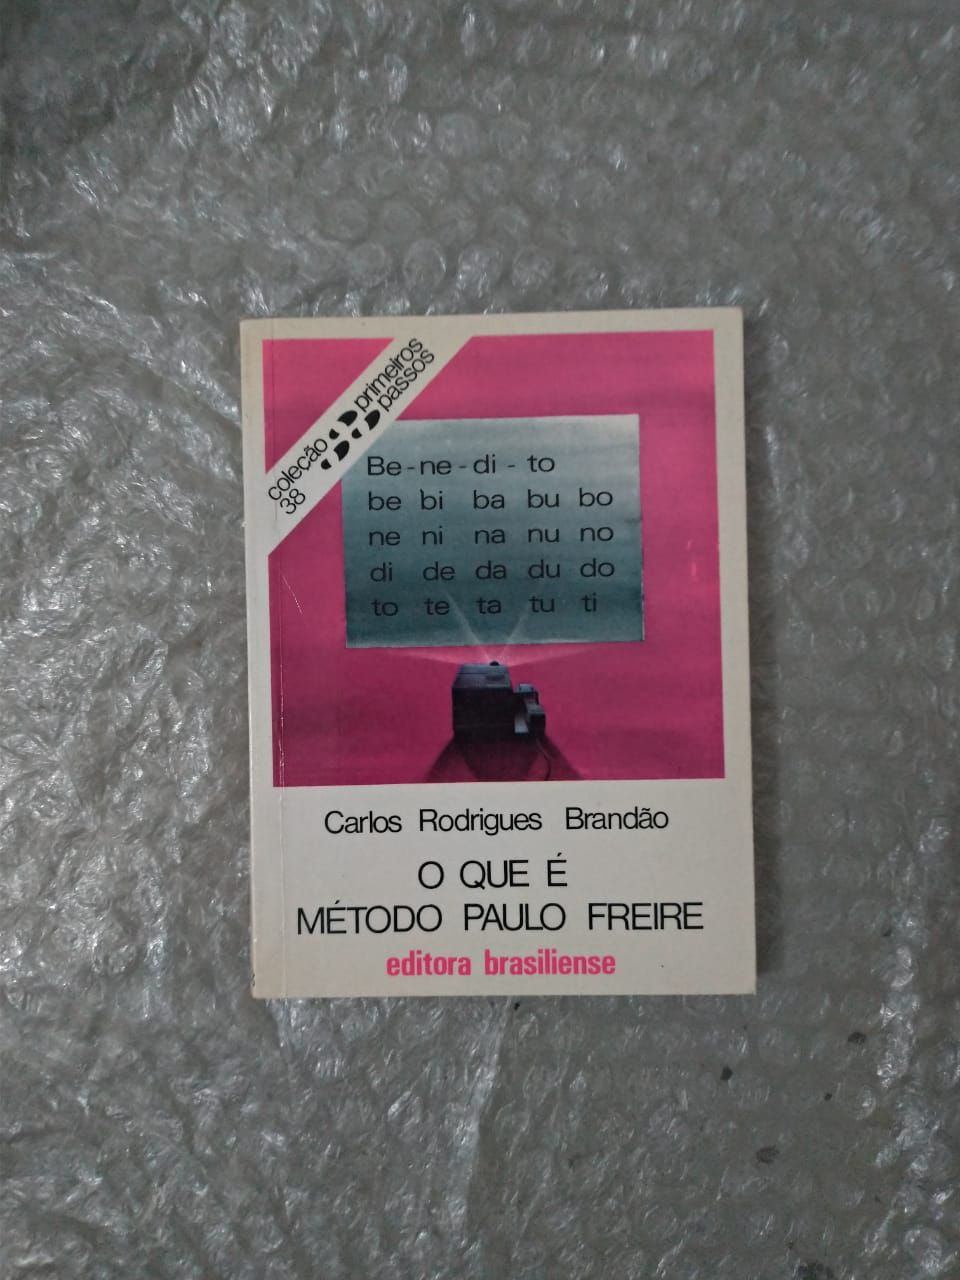 coleção
primeiros
passos
38
Be-ne-di-to
be bi ba bu bo
ne ni na nu no
di de da du do
to te ta tu ti
Carlos Rodrigues Brandão
O QUE É
MÉTODO PAULO FREIRE
editora brasiliense